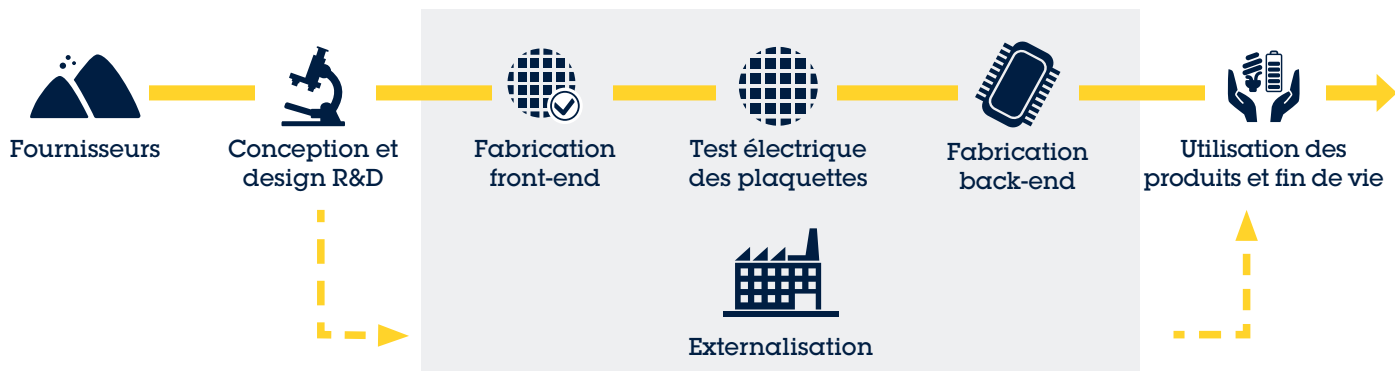 Fournisseurs
Conception et
design R&D
Fabrication
front-end
Test électrique
des plaquettes
Fabrication
back-end
Utilisation des
produits et fin de vie
Externalisation